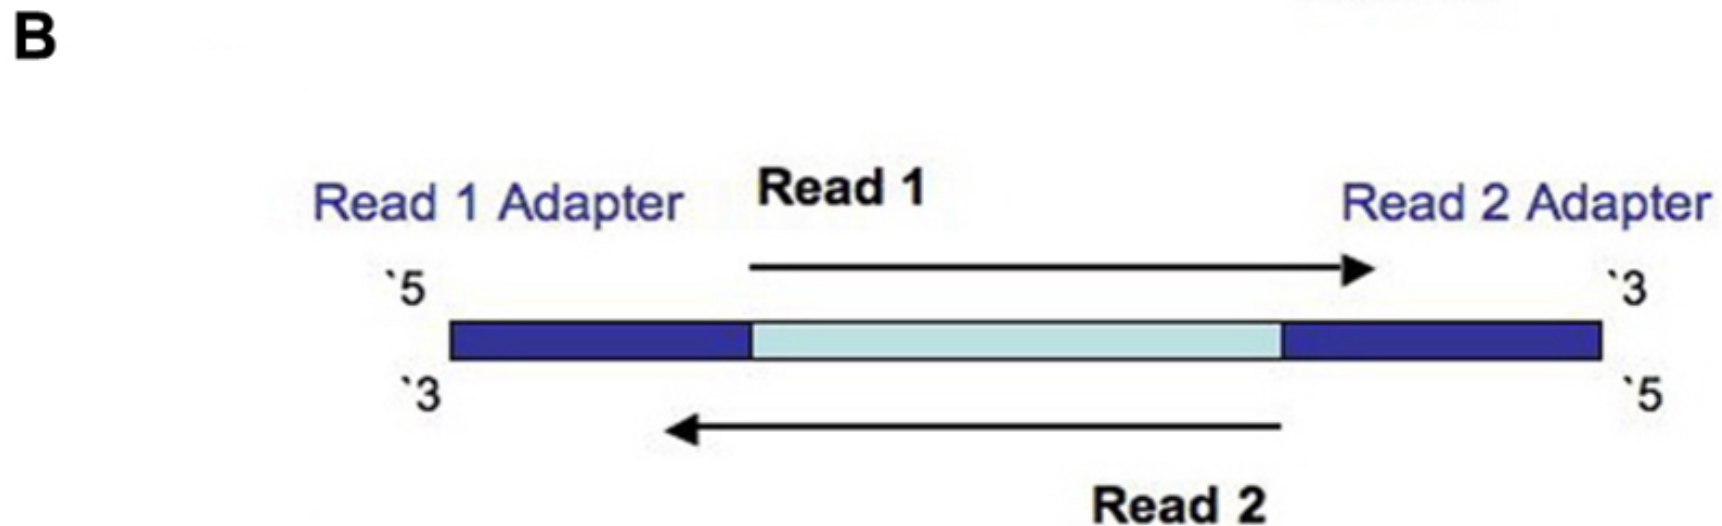 B
Read 1 Adapter Read 1 Read 2 Adapter
`5 `3
`3 `5
Read 2